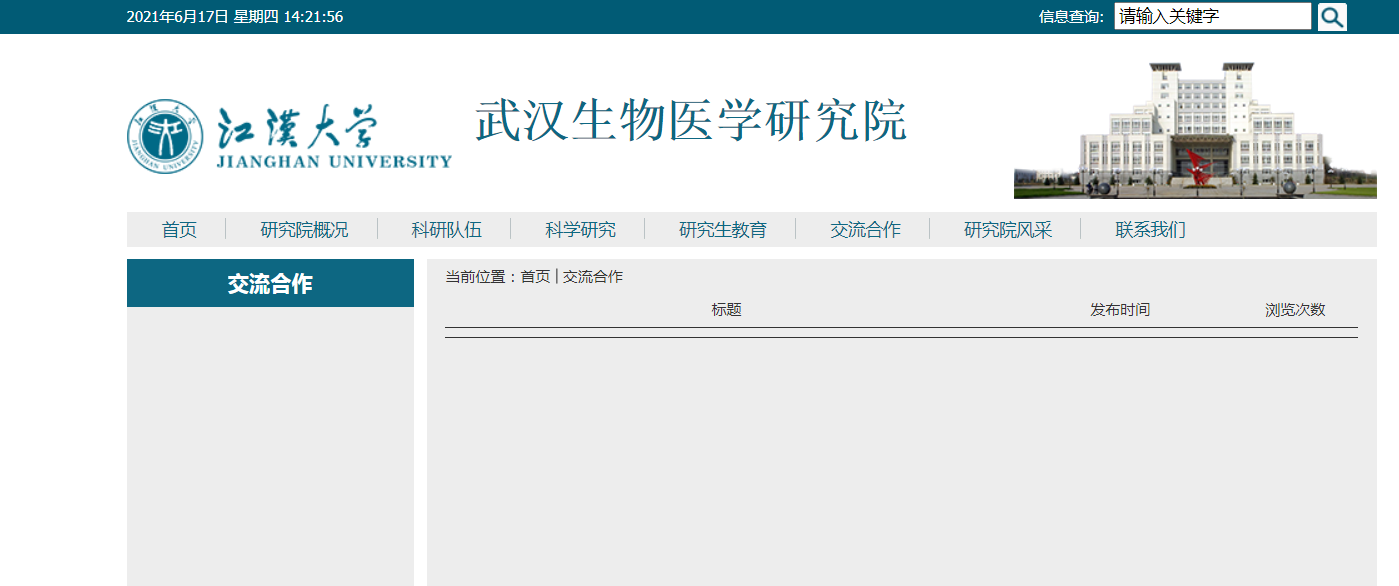 2021年6月17日 星期四 14:21:56
信息查询: 请输入关键字
江漢大学
JIANGHAN UNIVERSITY
武汉生物医学研究院
首页 研究院概况 科研队伍 科学研究 研究生教育 交流合作 研究院风采 联系我们
交流合作
当前位置：首页 | 交流合作
标题 发布时间 浏览次数